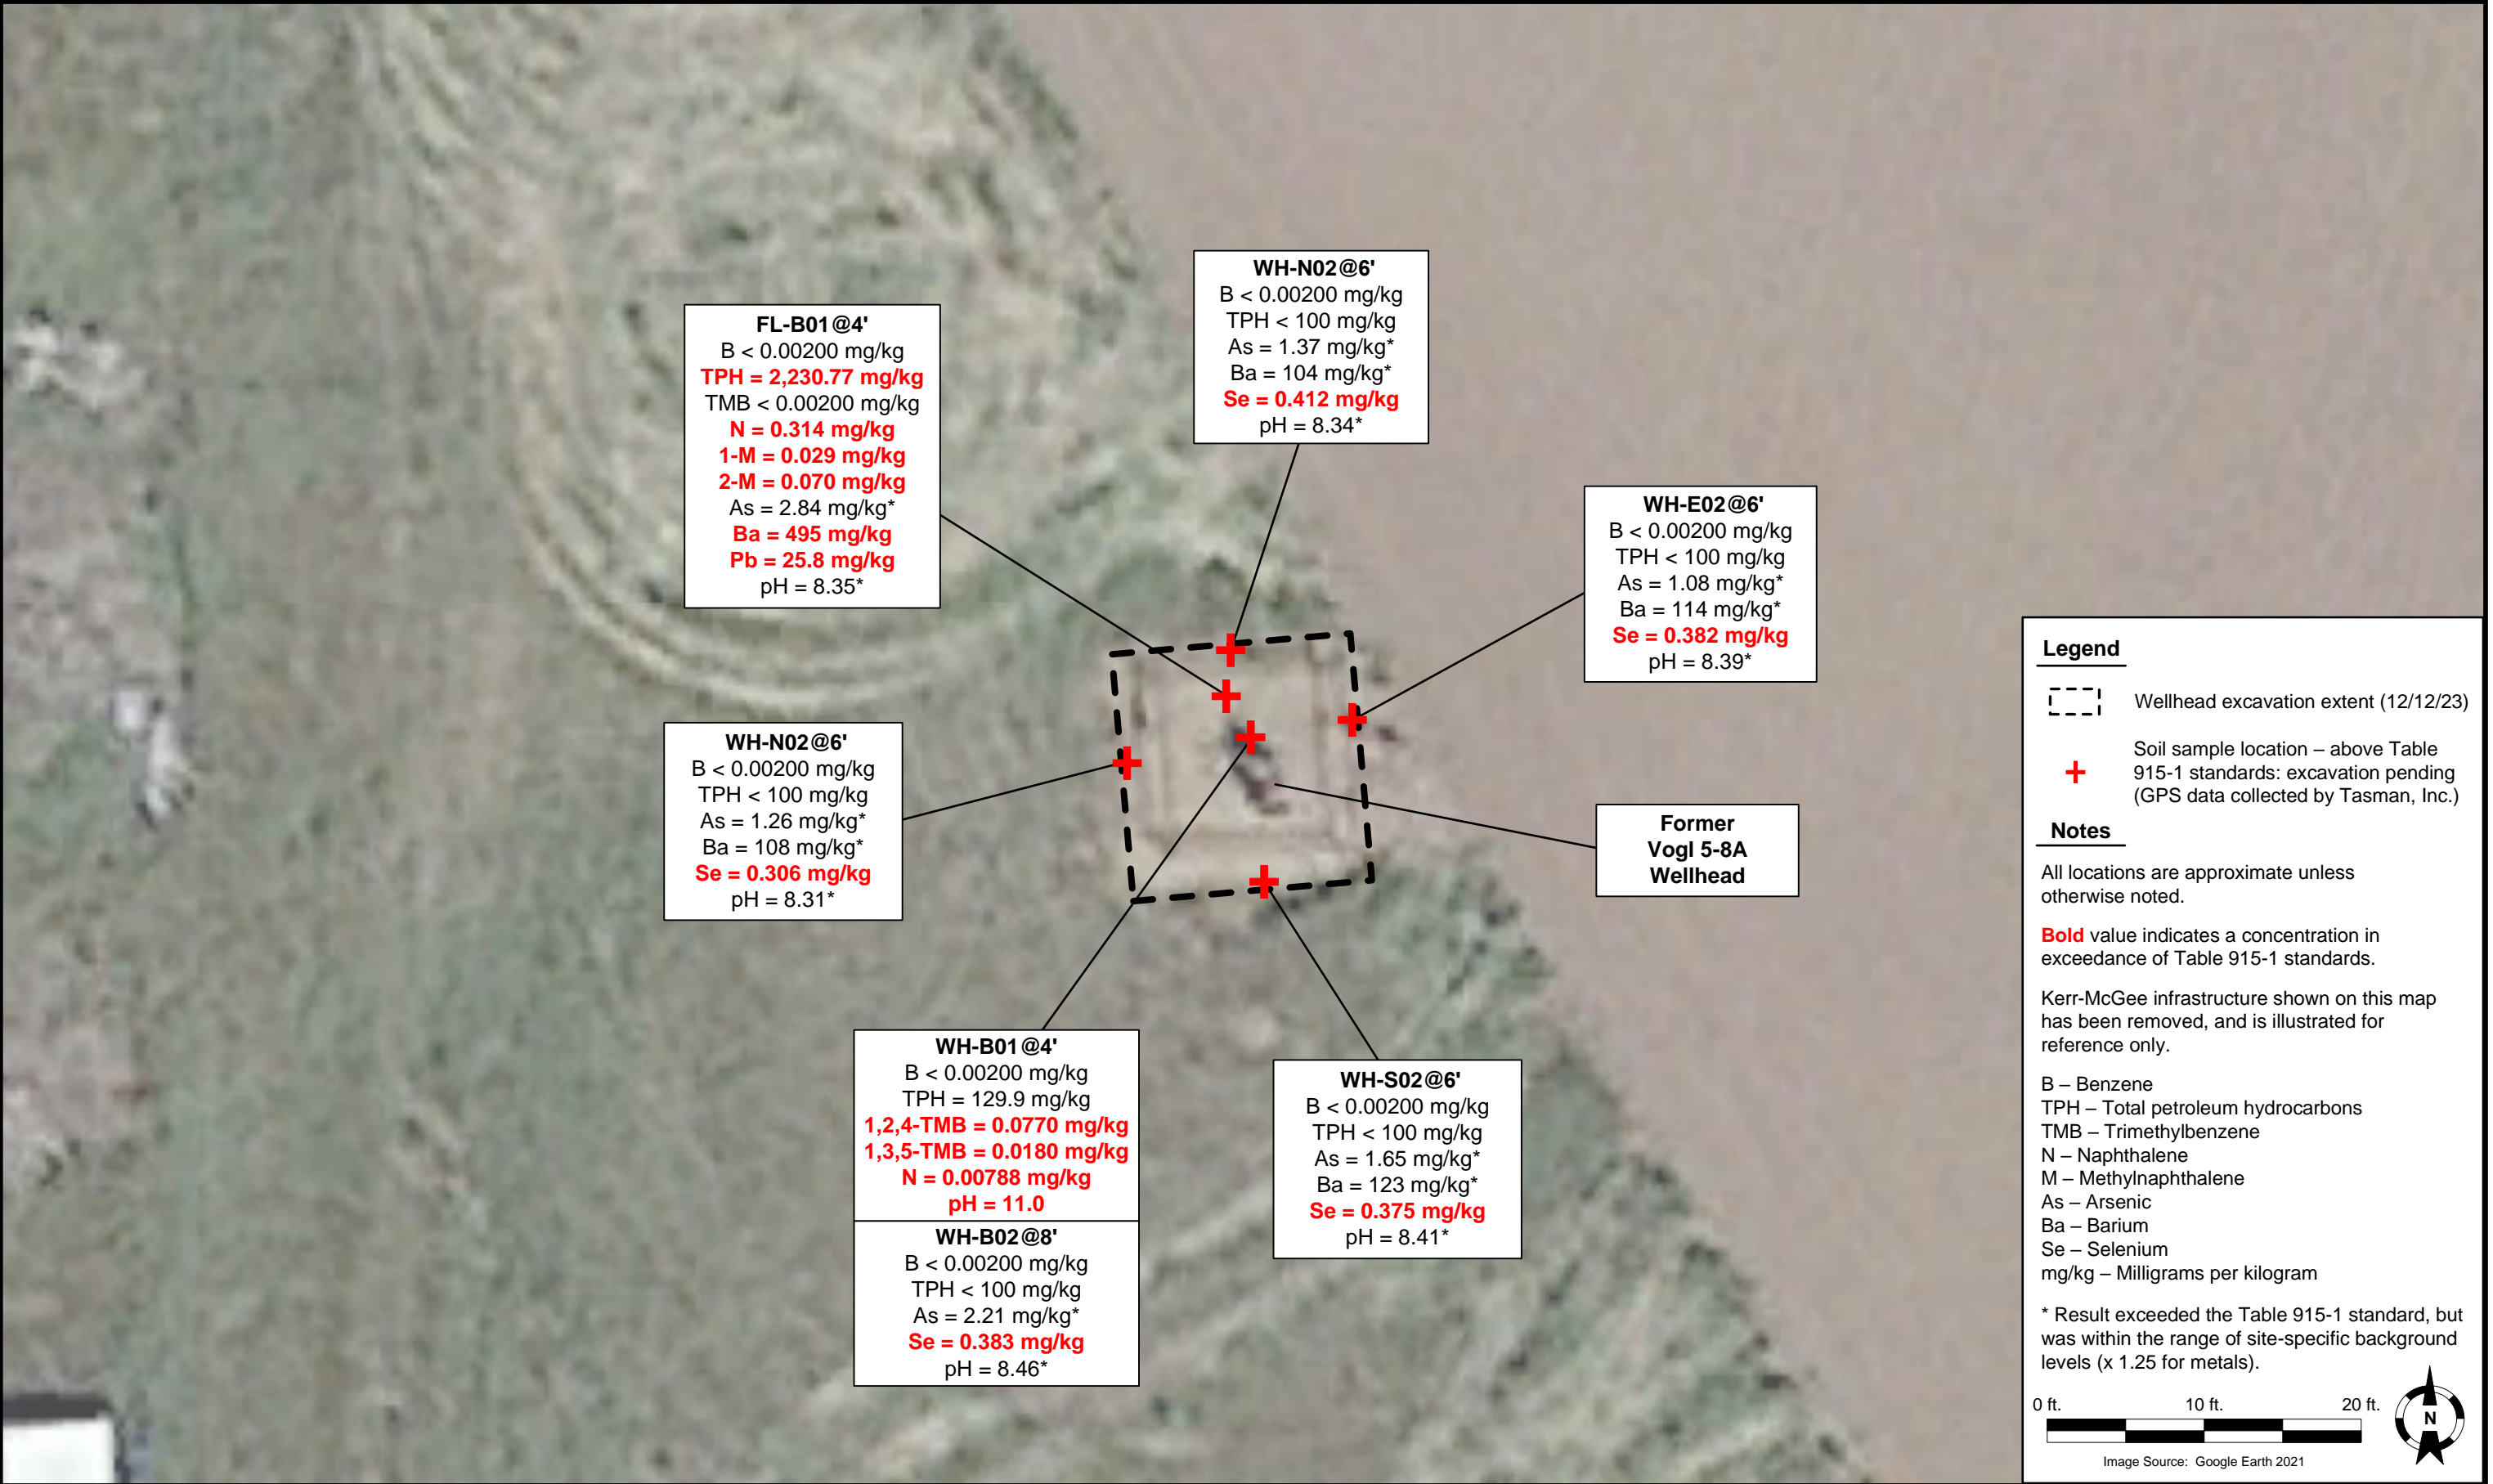 FL-B01@4'
B < 0.00200 mg/kg
TPH = 2,230.77 mg/kg
TMB < 0.00200 mg/kg
N = 0.314 mg/kg
1-M = 0.029 mg/kg
2-M = 0.070 mg/kg
As = 2.84 mg/kg*
Ba = 495 mg/kg
Pb = 25.8 mg/kg
pH = 8.35*
WH-N02@6'
B < 0.00200 mg/kg
TPH < 100 mg/kg
As = 1.37 mg/kg*
Ba = 104 mg/kg*
Se = 0.412 mg/kg
pH = 8.34*
WH-E02@6'
B < 0.00200 mg/kg
TPH < 100 mg/kg
As = 1.08 mg/kg*
Ba = 114 mg/kg*
Se = 0.382 mg/kg
pH = 8.39*
WH-N02@6'
B < 0.00200 mg/kg
TPH < 100 mg/kg
As = 1.26 mg/kg*
Ba = 108 mg/kg*
Se = 0.306 mg/kg
pH = 8.31*
Former
Vogl 5-8A
Wellhead
WH-B01@4'
B < 0.00200 mg/kg
TPH = 129.9 mg/kg
1,2,4-TMB = 0.0770 mg/kg
1,3,5-TMB = 0.0180 mg/kg
N = 0.00788 mg/kg
pH = 11.0
WH-B02@8'
B < 0.00200 mg/kg
TPH < 100 mg/kg
As = 2.21 mg/kg*
Se = 0.383 mg/kg
pH = 8.46*
WH-S02@6'
B < 0.00200 mg/kg
TPH < 100 mg/kg
As = 1.65 mg/kg*
Ba = 123 mg/kg*
Se = 0.375 mg/kg
pH = 8.41*
Legend
Wellhead excavation extent (12/12/23)
Soil sample location – above Table
915-1 standards: excavation pending
(GPS data collected by Tasman, Inc.)
Notes
All locations are approximate unless
otherwise noted.
Bold value indicates a concentration in
exceedance of Table 915-1 standards.
Kerr-McGee infrastructure shown on this map
has been removed, and is illustrated for
reference only.
B – Benzene
TPH – Total petroleum hydrocarbons
TMB – Trimethylbenzene
N – Naphthalene
M – Methylnaphthalene
As – Arsenic
Ba – Barium
Se – Selenium
mg/kg – Milligrams per kilogram
* Result exceeded the Table 915-1 standard, but
was within the range of site-specific background
levels (x 1.25 for metals).
0 ft. 10 ft. 20 ft.
N
Image Source: Google Earth 2021